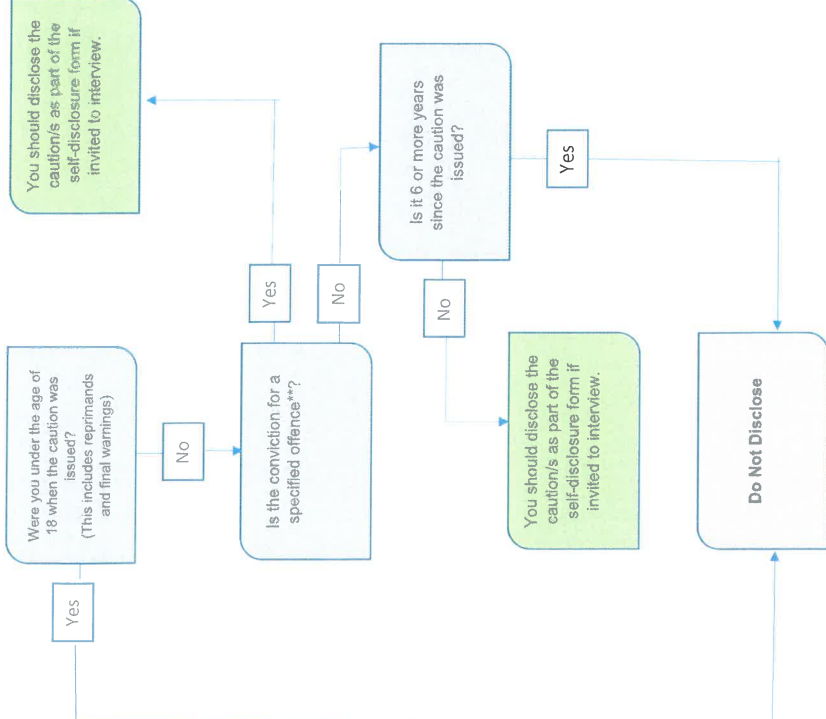 Were you under the age of
18 when the caution was
issued?
(This includes reprimands
and final warnings)
Yes
No
Is the conviction for a
specified offence**?
Yes
You should disclose the
caution/s as part of the
self-disclosure form if
invited to interview.
No
Is it 6 or more years
since the caution was
issued?
No
You should disclose the
caution/s as part of the
self-disclosure form if
invited to interview.
Yes
Do Not Disclose